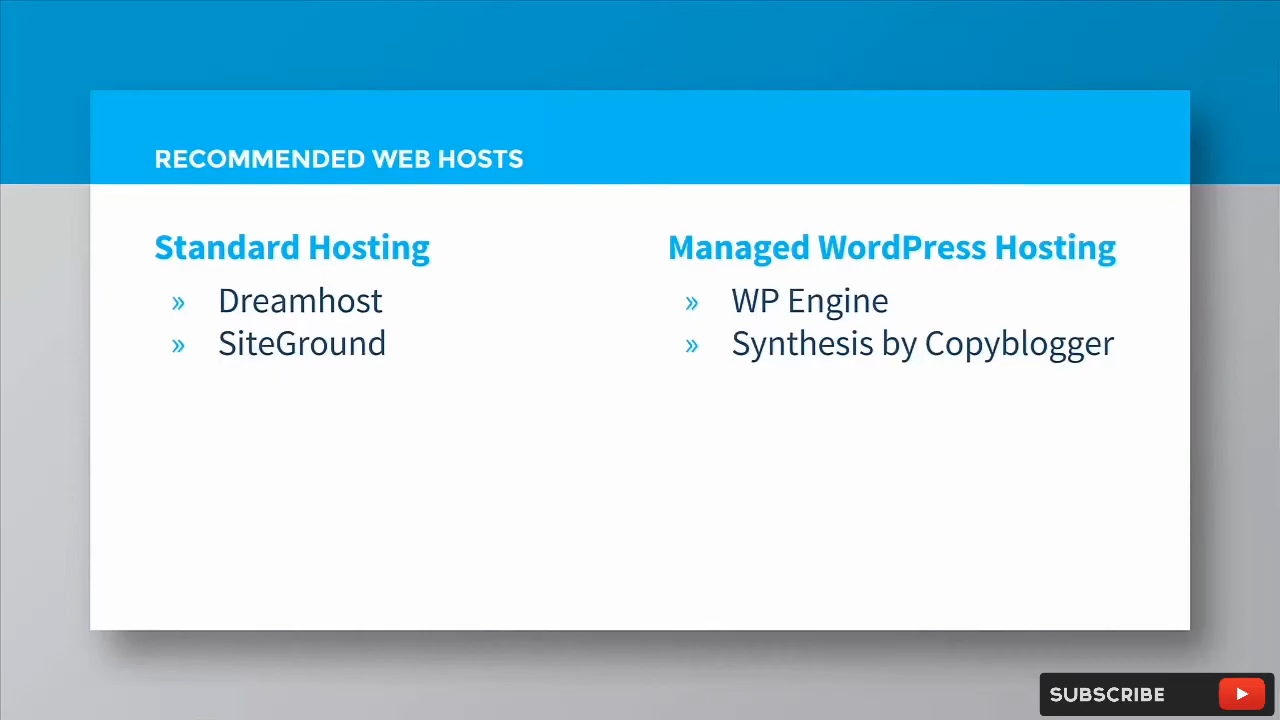 RECOMMENDED WEB HOSTS
Standard Hosting
» Dreamhost
» SiteGround
Managed WordPress Hosting
» WP Engine
» Synthesis by Copyblogger
SUBSCRIBE